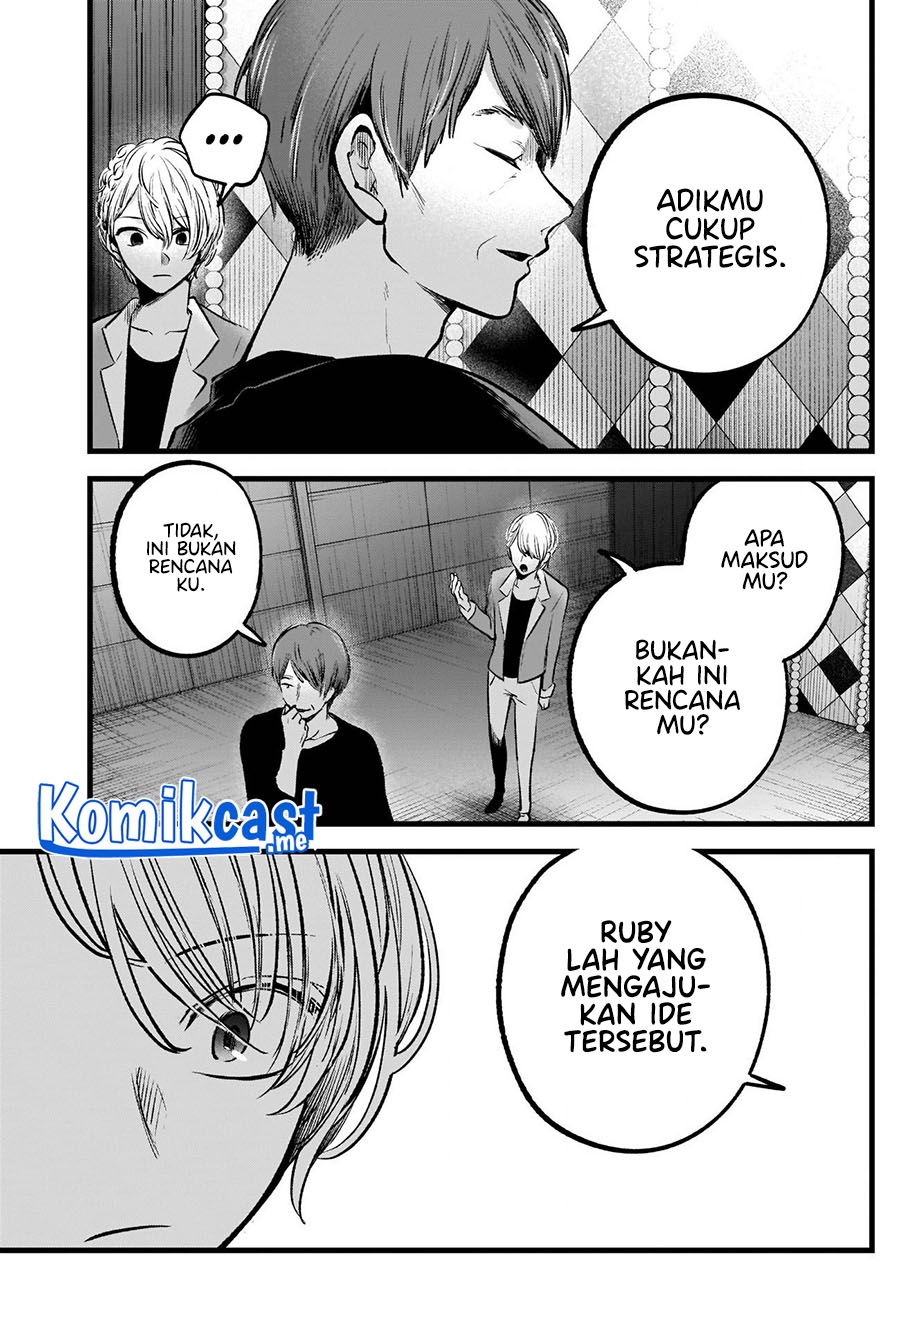 ADIKMU
CUKUP
STRATEGIS.
...
APA
MAKSUD
MU?
BUKAN-
KAH INI
RENCANA
MU?
TIDAK,
INI BUKAN
RENCANA
KU.
Komikcast
.me
RUBY
LAH YANG
MENGAJU-
KAN IDE
TERSEBUT.